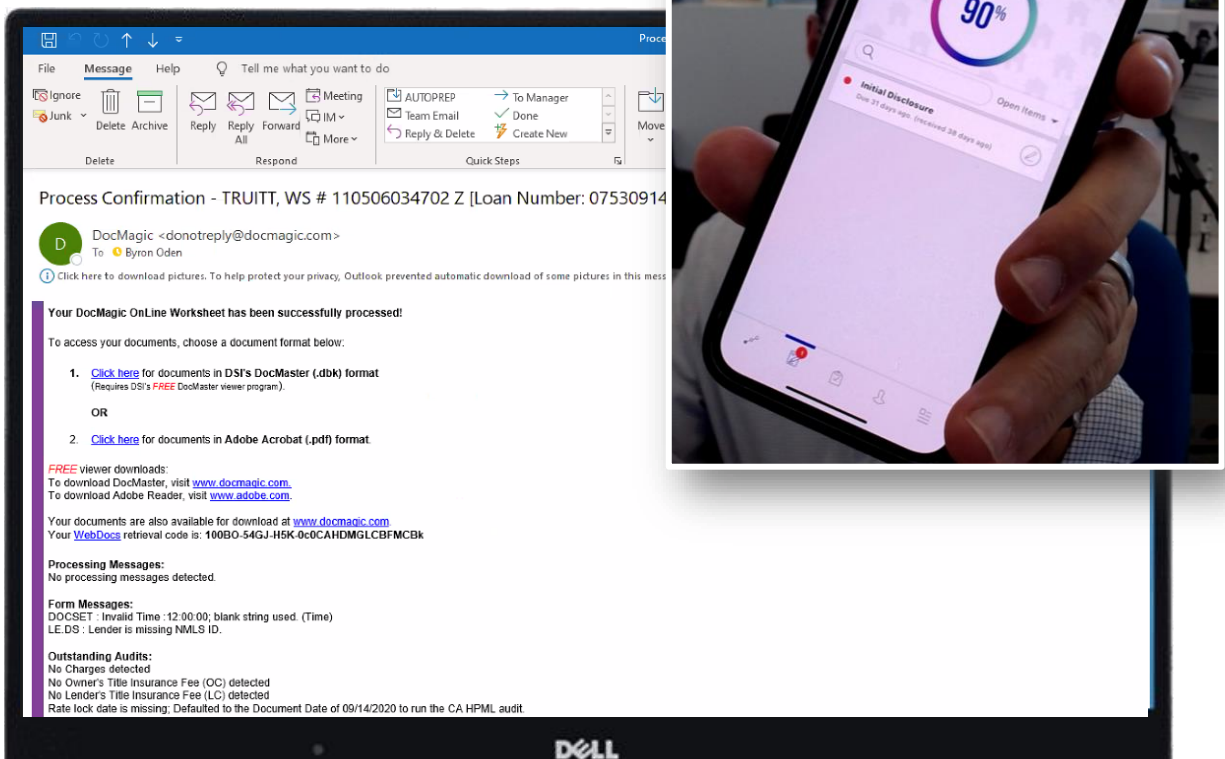 Proce
File Message Help Tell me what you want to do
Ignore
Junk
Delete
Archive
Reply
Reply All
Forward
Meeting
IM
More
AUTOPREP
Team Email
Reply & Delete
To Manager
Done
Create New
Move
Delete
Respond
Quick Steps
Process Confirmation - TRUITT, WS # 110506034702 Z [Loan Number: 07530914
D
DocMagic <donotreply@docmagic.com>
To Byron Oden
Click here to download pictures. To help protect your privacy, Outlook prevented automatic download of some pictures in this mess
Your DocMagic OnLine Worksheet has been successfully processed!
To access your documents, choose a document format below:
1. Click here for documents in DSI's DocMaster (.dbk) format
(Requires DSI's FREE DocMaster viewer program).
OR
2. Click here for documents in Adobe Acrobat (.pdf) format.
FREE viewer downloads:
To download DocMaster, visit www.docmagic.com.
To download Adobe Reader, visit www.adobe.com.
Your documents are also available for download at www.docmagic.com.
Your WebDocs retrieval code is: 100BO-54GJ-H5K-0c0CAHDMGLCBFMCBk
Processing Messages:
No processing messages detected.
Form Messages:
DOCSET : Invalid Time :12:00:00; blank string used. (Time)
LE.DS : Lender is missing NMLS ID.
Outstanding Audits:
No Charges detected
No Owner's Title Insurance Fee (OC) detected
No Lender's Title Insurance Fee (LC) detected
Rate lock date is missing; Defaulted to the Document Date of 09/14/2020 to run the CA HPML audit.
DELL
90%
Open Items
Initial Disclosure
Due 31 days ago. (received 38 days ago)